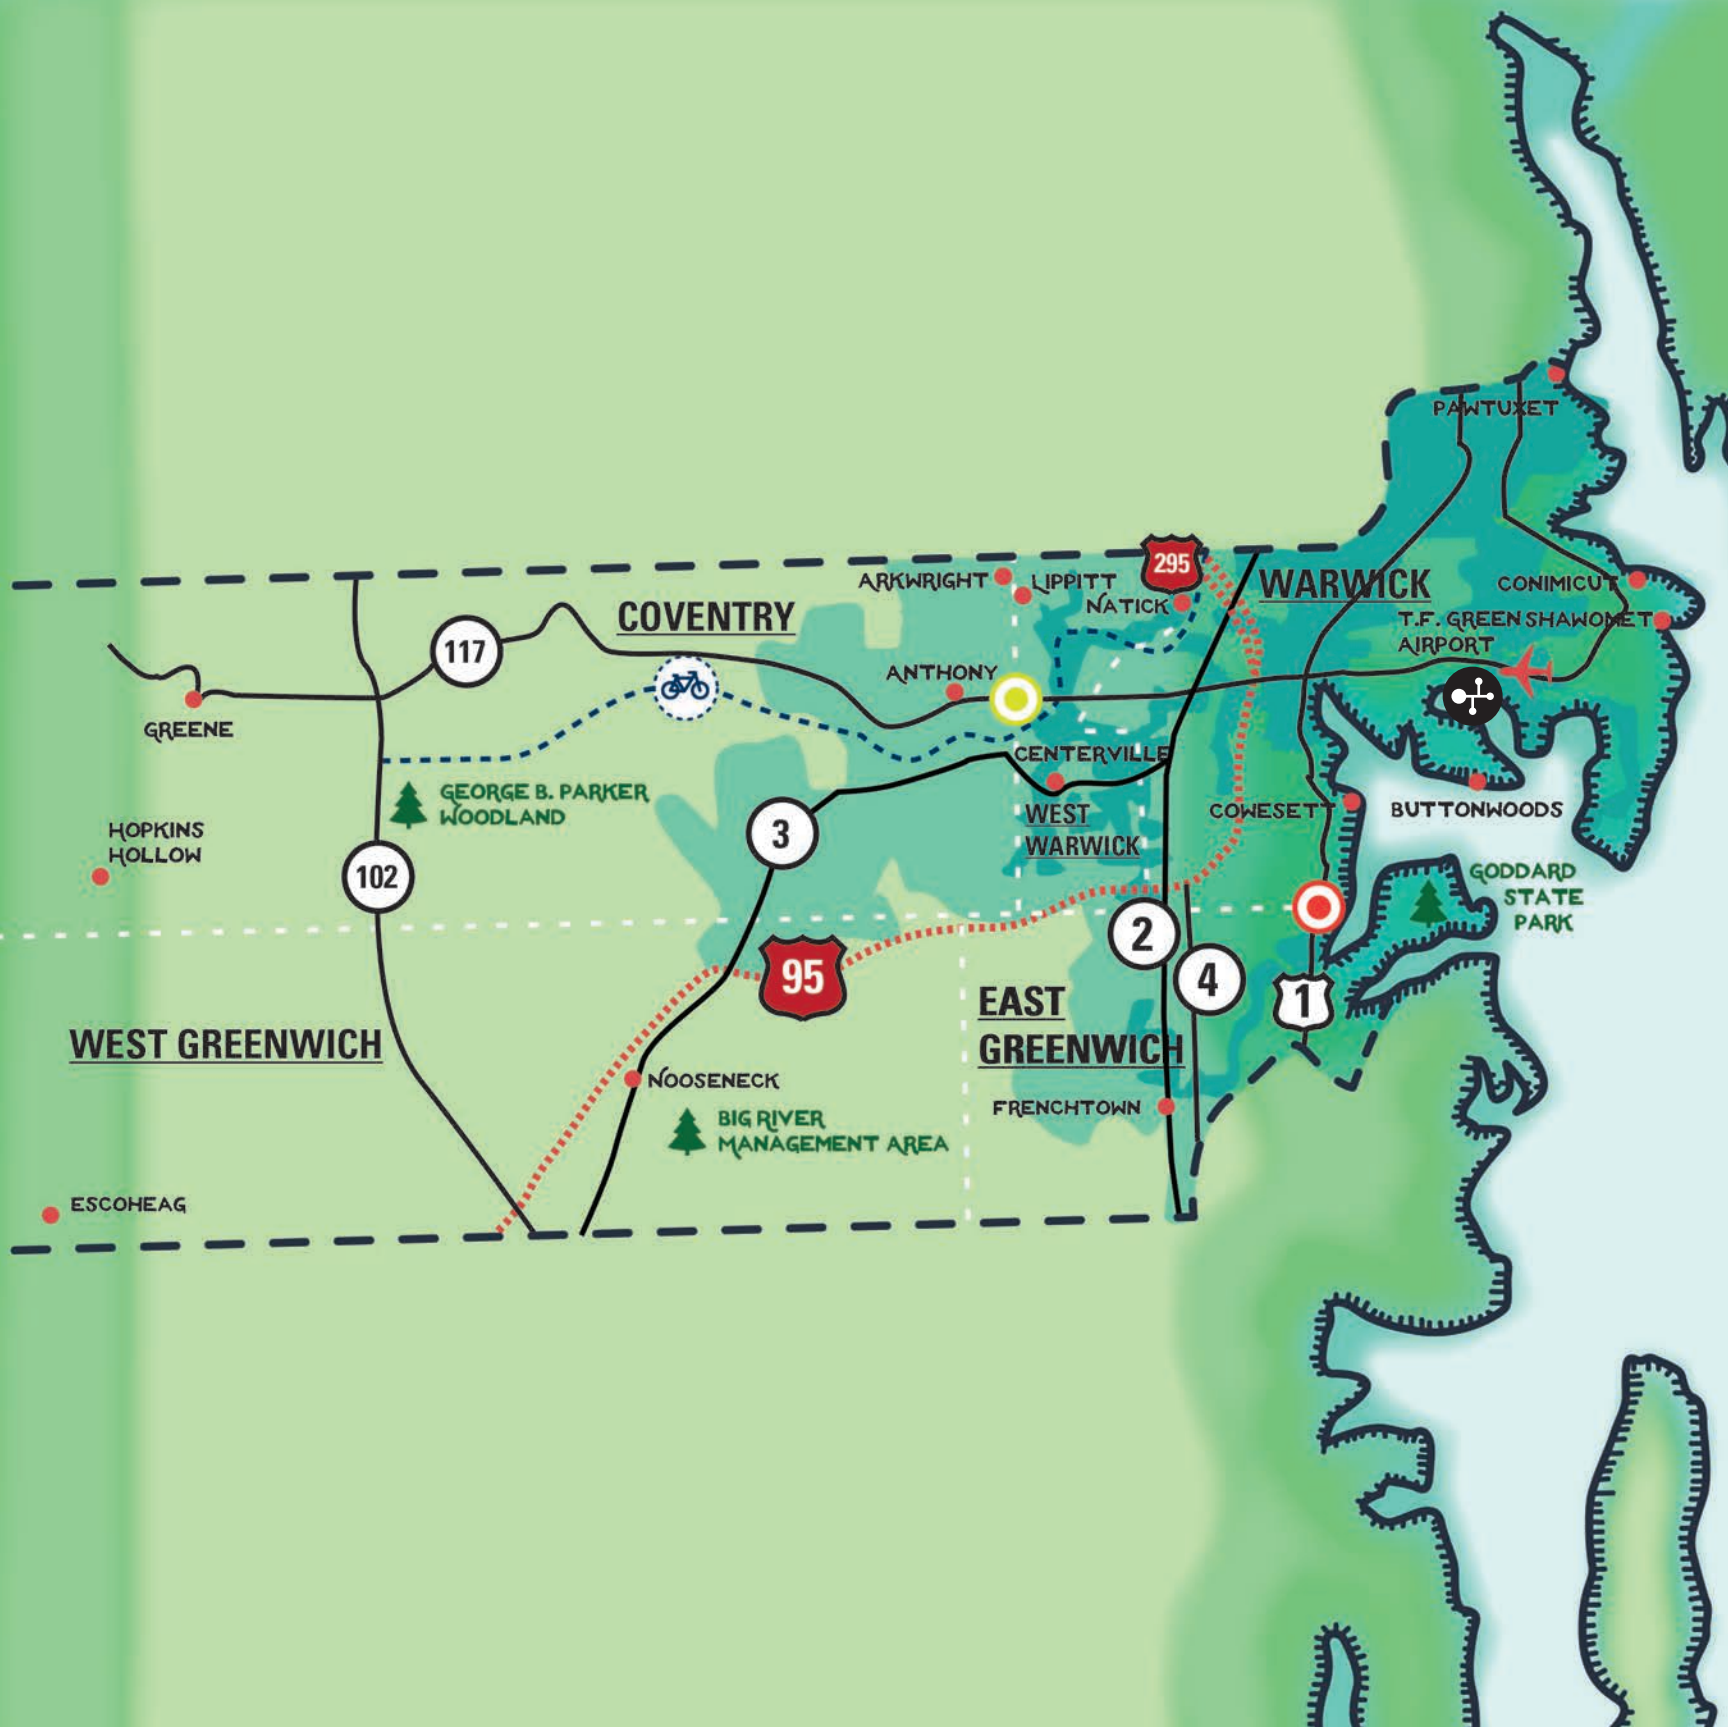 PAWTUXET
295
WARWICK
ARKWRIGHT
LIPPITT
NATICK
CONIMICUT
T.F. GREEN
AIRPORT
SHAWOMET
COVENTRY
117
ANTHONY
GREENE
CENTERVILLE
GEORGE B. PARKER
WOODLAND
3
WEST
WARWICK
COWESETT
BUTTONWOODS
HOPKINS
HOLLOW
102
GODDARD
STATE
PARK
2
95
4
1
EAST
GREENWICH
WEST GREENWICH
NOOSENECK
FRENCHTOWN
BIG RIVER
MANAGEMENT AREA
ESCOHEAG